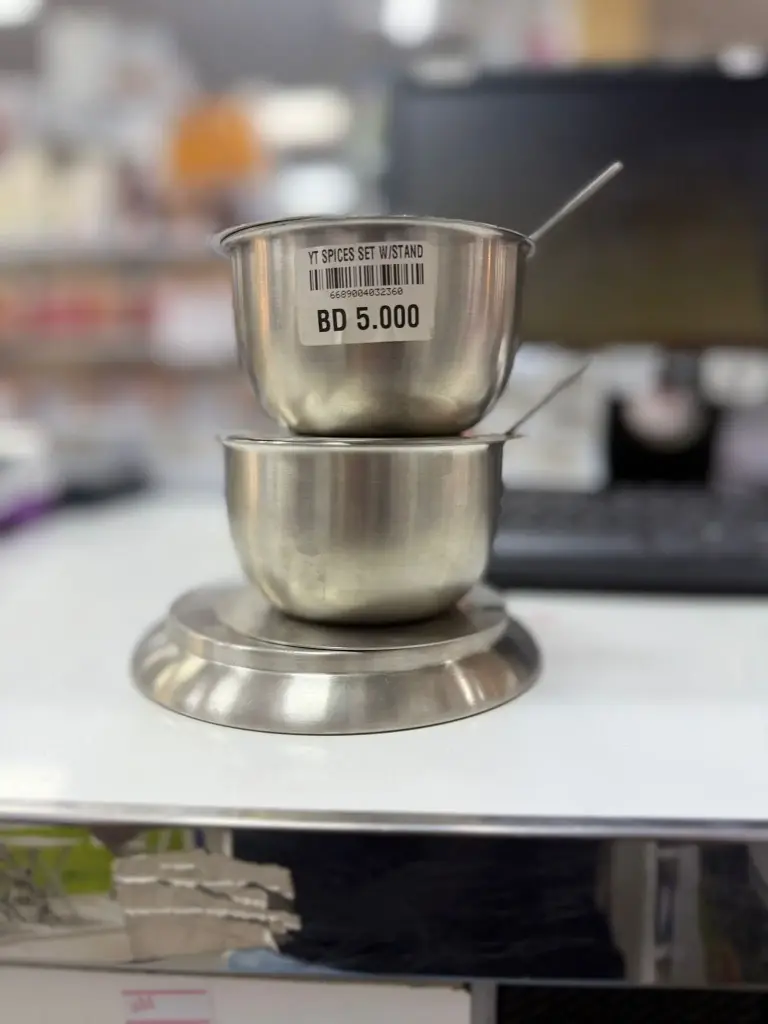 YT SPICES SET W/STAND
6689004032360
BD 5.000